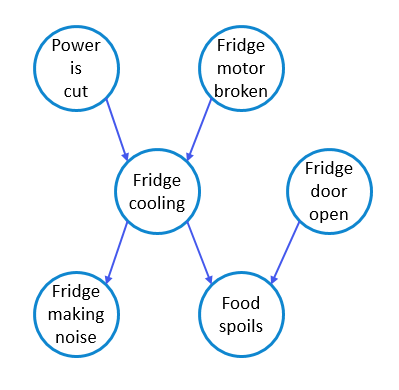 Power
is
cut
Fridge
motor
broken
Fridge
cooling
Fridge
door
open
Fridge
making
noise
Food
spoils